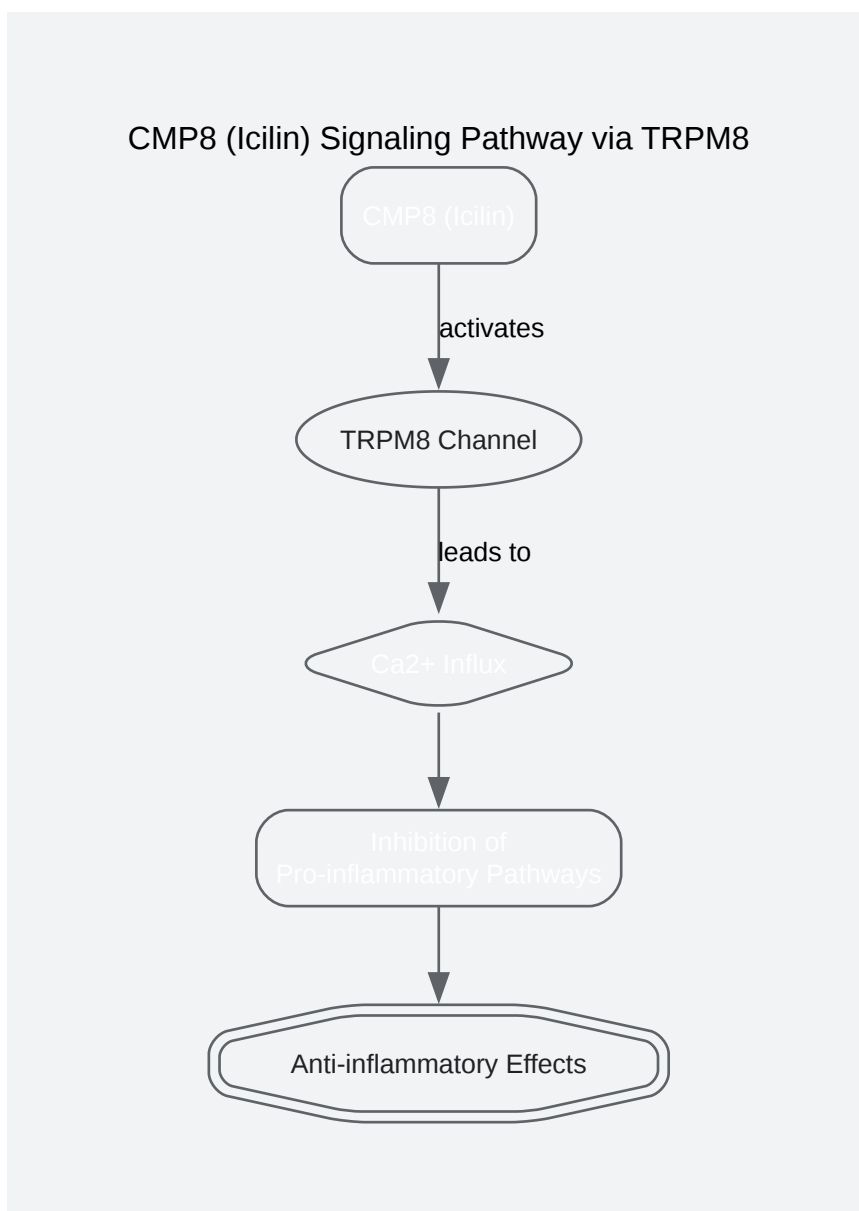 CMP8 (Icilin) Signaling Pathway via TRPM8
CMP8 (Icilin)
activates
TRPM8 Channel
leads to
Ca2+ Influx
Inhibition of
Pro-inflammatory Pathways
Anti-inflammatory Effects